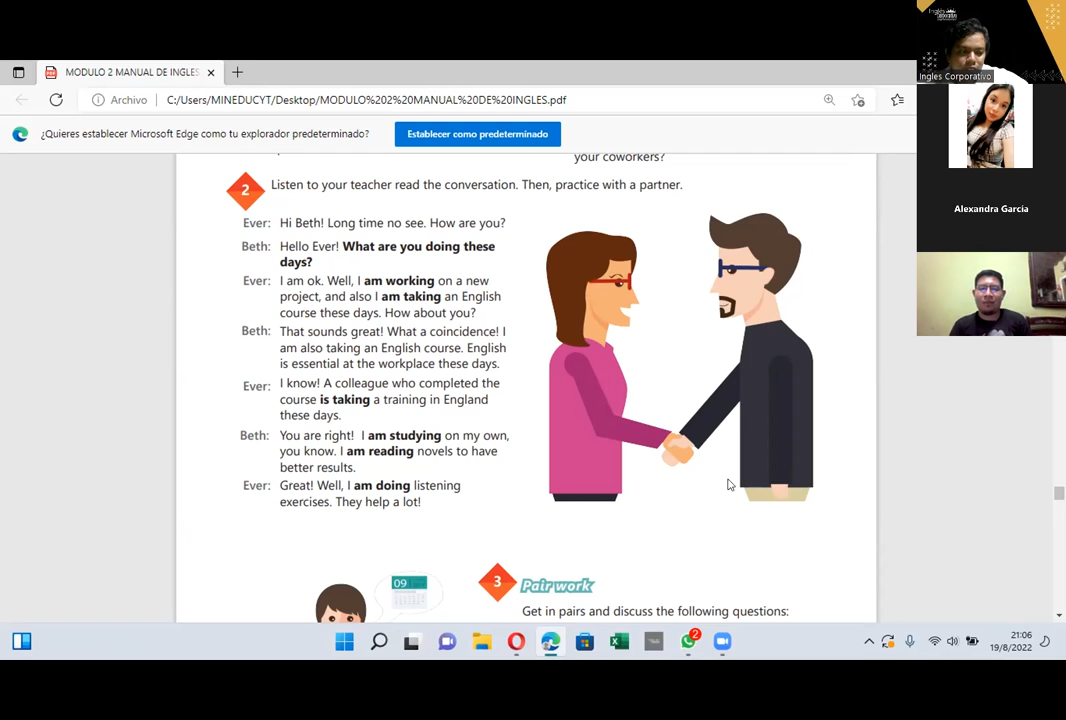 MODULO 2 MANUAL DE INGLES
Archivo
C:/Users/MINEDUCYT/Desktop/MODULO%202%20MANUAL%20DE%20INGLES.pdf
¿Quieres establecer Microsoft Edge como tu explorador predeterminado?
Establecer como predeterminado
your coworkers?
2
Listen to your teacher read the conversation. Then, practice with a partner.
Ever: Hi Beth! Long time no see. How are you?
Beth: Hello Ever! What are you doing these
days?
Ever: I am ok. Well, I am working on a new
project, and also I am taking an English
course these days. How about you?
Beth: That sounds great! What a coincidence! I
am also taking an English course. English
is essential at the workplace these days.
Ever: I know! A colleague who completed the
course is taking a training in England
these days.
Beth: You are right! I am studying on my own,
you know. I am reading novels to have
better results.
Ever: Great! Well, I am doing listening
exercises. They help a lot!
09
3
Pair work
Get in pairs and discuss the following questions:
Ingles Corporativo
Alexandra Garcia
2
21:06
19/8/2022